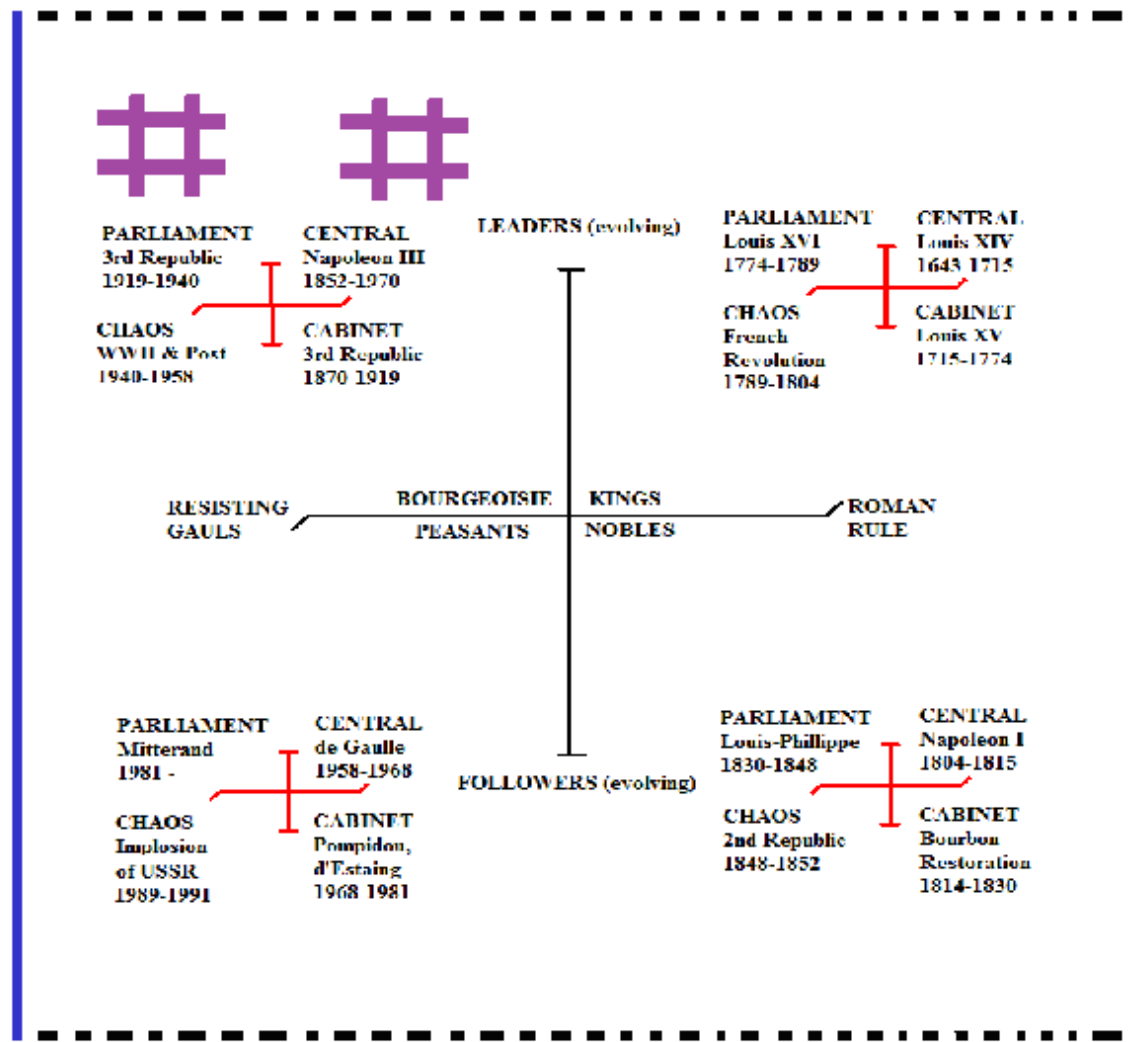 LEADERS (evolving)
PARLIAMENT
3rd Republic
1919-1940
CENTRAL
Napoleon III
1852-1970
CHAOS
WWII & Post
1940-1958
CABINET
3rd Republic
1870-1919
PARLIAMENT
Louis XVI
1774-1789
CENTRAL
Louis XIV
1643-1715
CHAOS
French
Revolution
1789-1804
CABINET
Louis XV
1715-1774
RESISTING
GAULS
BOURGEOISIE
PEASANTS
KINGS
NOBLES
ROMAN
RULE
PARLIAMENT
Mitterand
1981 -
CENTRAL
de Gaulle
1958-1968
CHAOS
Implosion
of USSR
1989-1991
CABINET
Pompidou,
d'Estaing
1968-1981
FOLLOWERS (evolving)
PARLIAMENT
Louis-Phillippe
1830-1848
CENTRAL
Napoleon I
1804-1815
CHAOS
2nd Republic
1848-1852
CABINET
Bourbon
Restoration
1814-1830